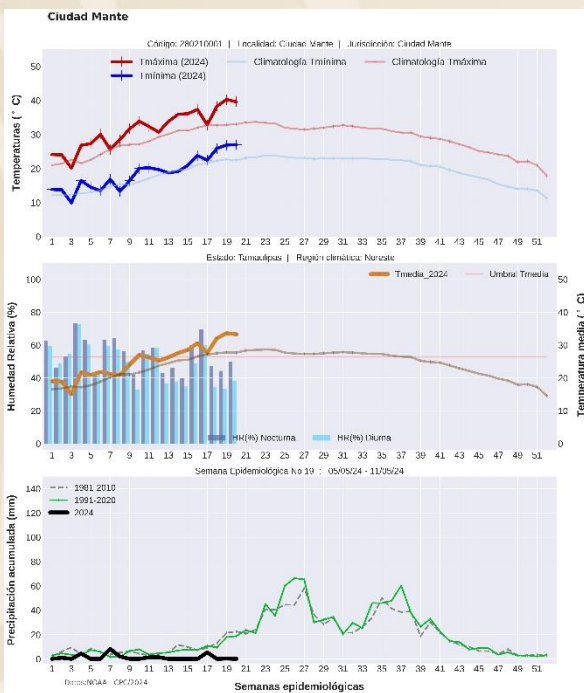 Ciudad Mante
Código: 280210001 | Localidad: Ciudad Mante | Jurisdicción: Ciudad Mante
Tmáxima (2024) Climatología Tmínima Climatología Tmáxima
Tmínima (2024)
Temperaturas (° C)
50
40
30
20
10
0
1 3 5 7 9 11 13 15 17 19 21 23 25 27 29 31 33 35 37 39 41 43 45 47 49 51
Estado: Tamaulipas | Región climática: Noreste
Tmedia_2024 Umbral Tmedia
Humedad Relativa (%)
100
80
60
40
20
0
Temperatura media (° C)
50
40
30
20
10
0
HR(%) Nocturna HR(%) Diurna
1 3 5 7 9 11 13 15 17 19 21 23 25 27 29 31 33 35 37 39 41 43 45 47 49 51
Semana Epidemiológica No 19 : 05/05/24 - 11/05/24
1981-2010
1991-2020
2024
Precipitación acumulada (mm)
140
120
100
80
60
40
20
0
1 3 5 7 9 11 13 15 17 19 21 23 25 27 29 31 33 35 37 39 41 43 45 47 49 51
Datos:NOAA - CPC/2024
Semanas epidemiológicas